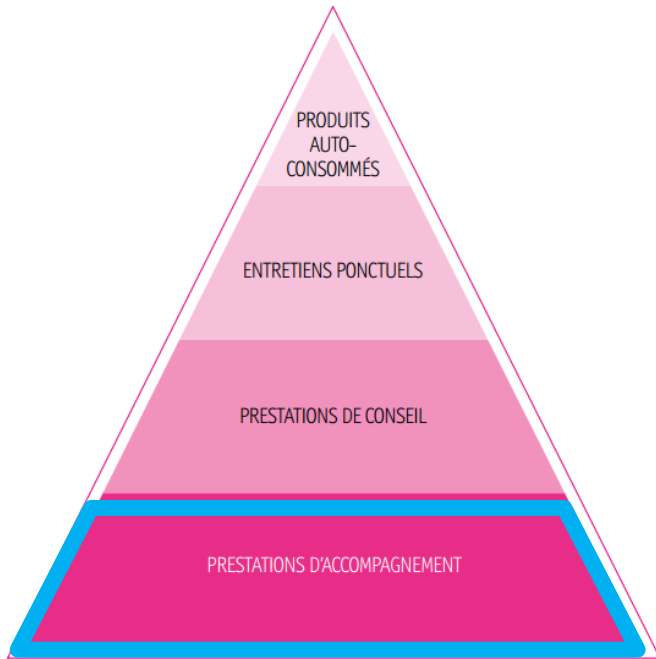 PRODUITS
AUTO-
CONSOMMÉS
ENTRETIENS PONCTUELS
PRESTATIONS DE CONSEIL
PRESTATIONS D'ACCOMPAGNEMENT